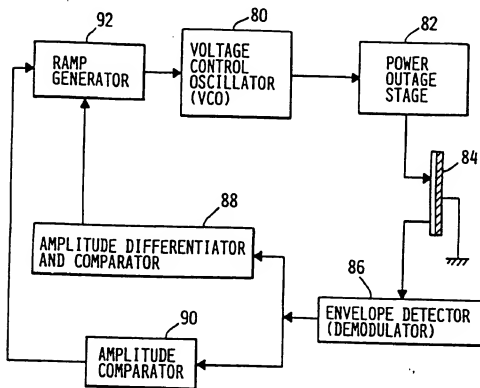 92
RAMP
GENERATOR
80
VOLTAGE
CONTROL
OSCILLATOR
(VCO)
82
POWER
OUTAGE
STAGE
84
88
AMPLITUDE DIFFERENTIATOR
AND COMPARATOR
86
ENVELOPE DETECTOR
(DEMODULATOR)
90
AMPLITUDE
COMPARATOR